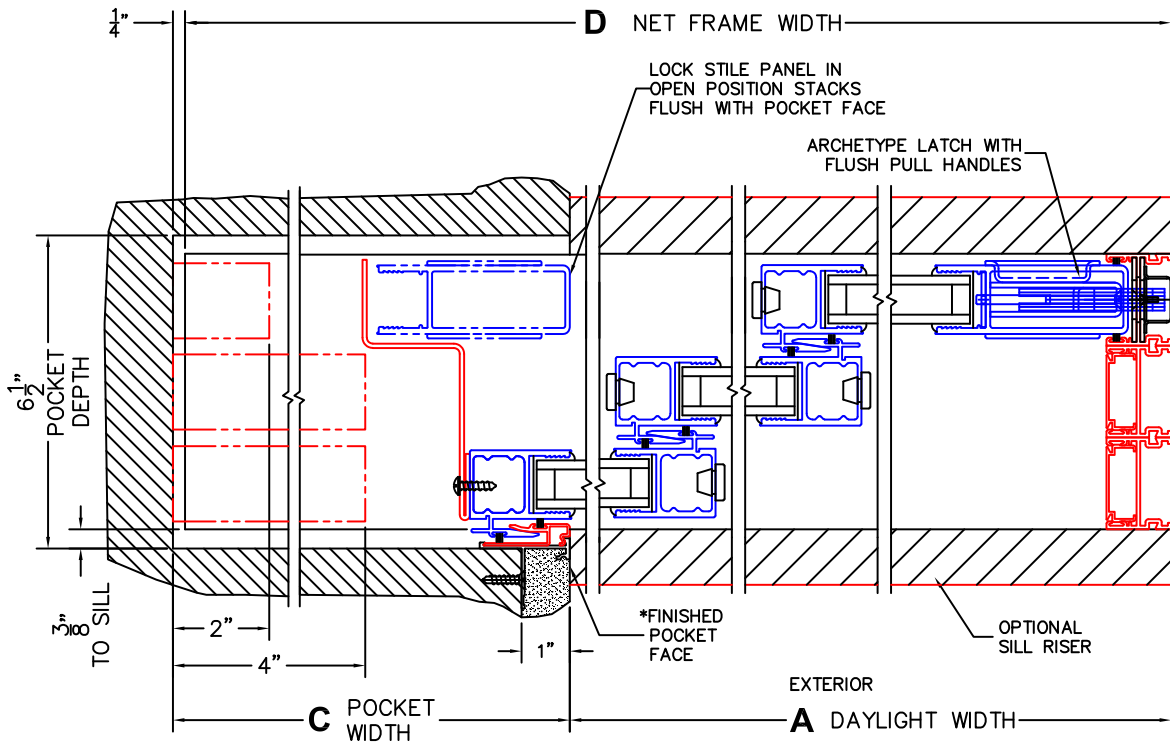 1/4"
D NET FRAME WIDTH
LOCK STILE PANEL IN
OPEN POSITION STACKS
FLUSH WITH POCKET FACE
ARCHETYPE LATCH WITH
FLUSH PULL HANDLES
6 1/2"
POCKET
DEPTH
3/8"
TO SILL
2"
4"
1"
*FINISHED
POCKET
FACE
OPTIONAL
SILL RISER
EXTERIOR
C POCKET
WIDTH
A DAYLIGHT WIDTH